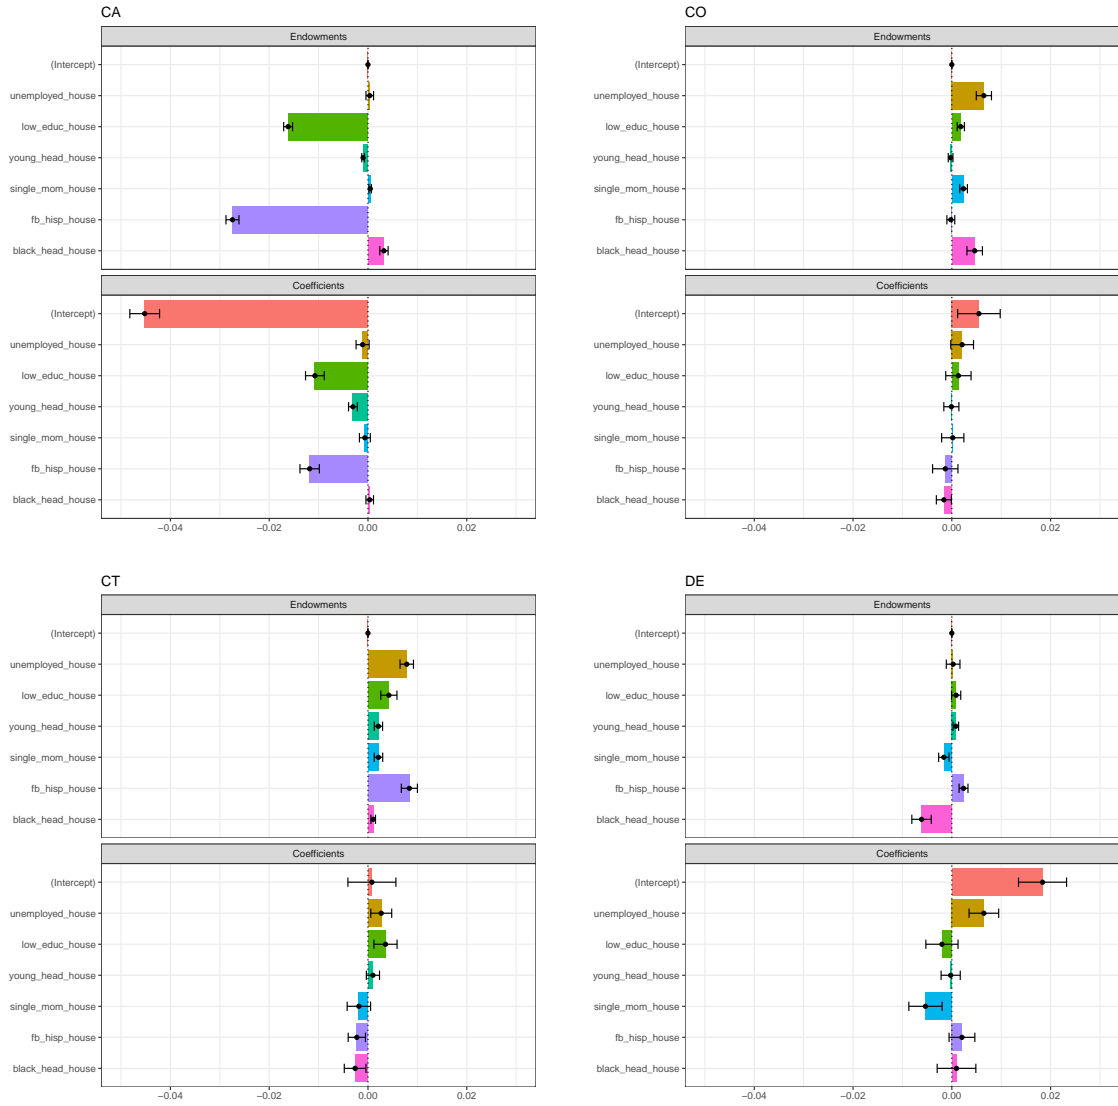 CA
Endowments
(Intercept)
unemployed_house
low_educ_house
young_head_house
single_mom_house
fb_hisp_house
black_head_house
Coefficients
(Intercept)
unemployed_house
low_educ_house
young_head_house
single_mom_house
fb_hisp_house
black_head_house
−0.04 −0.02 0.00 0.02
CO
Endowments
(Intercept)
unemployed_house
low_educ_house
young_head_house
single_mom_house
fb_hisp_house
black_head_house
Coefficients
(Intercept)
unemployed_house
low_educ_house
young_head_house
single_mom_house
fb_hisp_house
black_head_house
−0.04 −0.02 0.00 0.02
CT
Endowments
(Intercept)
unemployed_house
low_educ_house
young_head_house
single_mom_house
fb_hisp_house
black_head_house
Coefficients
(Intercept)
unemployed_house
low_educ_house
young_head_house
single_mom_house
fb_hisp_house
black_head_house
−0.04 −0.02 0.00 0.02
DE
Endowments
(Intercept)
unemployed_house
low_educ_house
young_head_house
single_mom_house
fb_hisp_house
black_head_house
Coefficients
(Intercept)
unemployed_house
low_educ_house
young_head_house
single_mom_house
fb_hisp_house
black_head_house
−0.04 −0.02 0.00 0.02